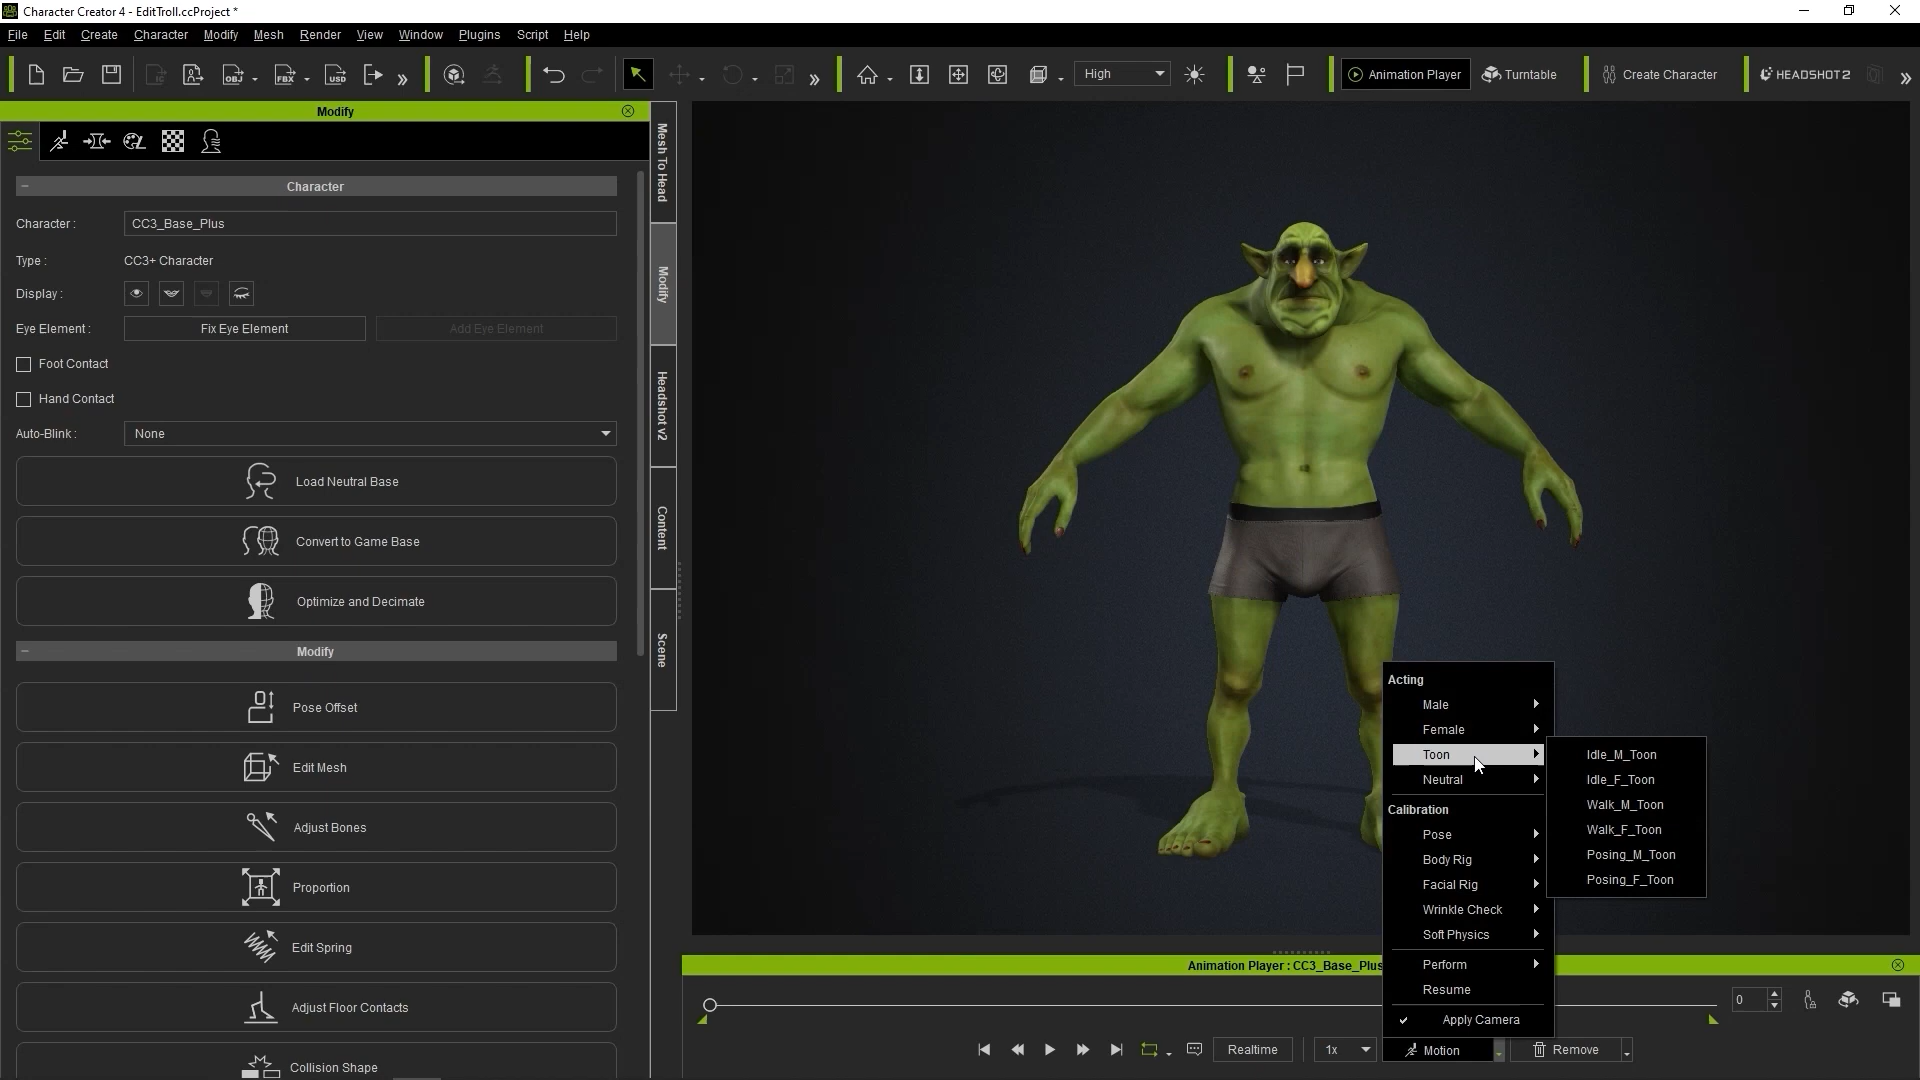 Character Creator 4 - EditTroll.ccProject *
File Edit Create Character Modify Mesh Render View Window Plugins Script Help
OBJ FBX USD High Animation Player Turntable Create Character HEADSHOT2
Modify
Mesh To Head
Modify
Headshot v2
Content
Scene
Character
Character : CC3_Base_Plus
Type : CC3+ Character
Display :
Eye Element : Fix Eye Element Add Eye Element
Foot Contact
Hand Contact
Auto-Blink : None
Load Neutral Base
Convert to Game Base
Optimize and Decimate
Modify
Pose Offset
Edit Mesh
Adjust Bones
Proportion
Edit Spring
Adjust Floor Contacts
Collision Shape
Acting
Male
Female
Toon
Neutral
Calibration
Pose
Body Rig
Facial Rig
Wrinkle Check
Soft Physics
Perform
Resume
Apply Camera
Idle_M_Toon
Idle_F_Toon
Walk_M_Toon
Walk_F_Toon
Posing_M_Toon
Posing_F_Toon
Animation Player : CC3_Base_Plus
0
Realtime 1x Motion Remove